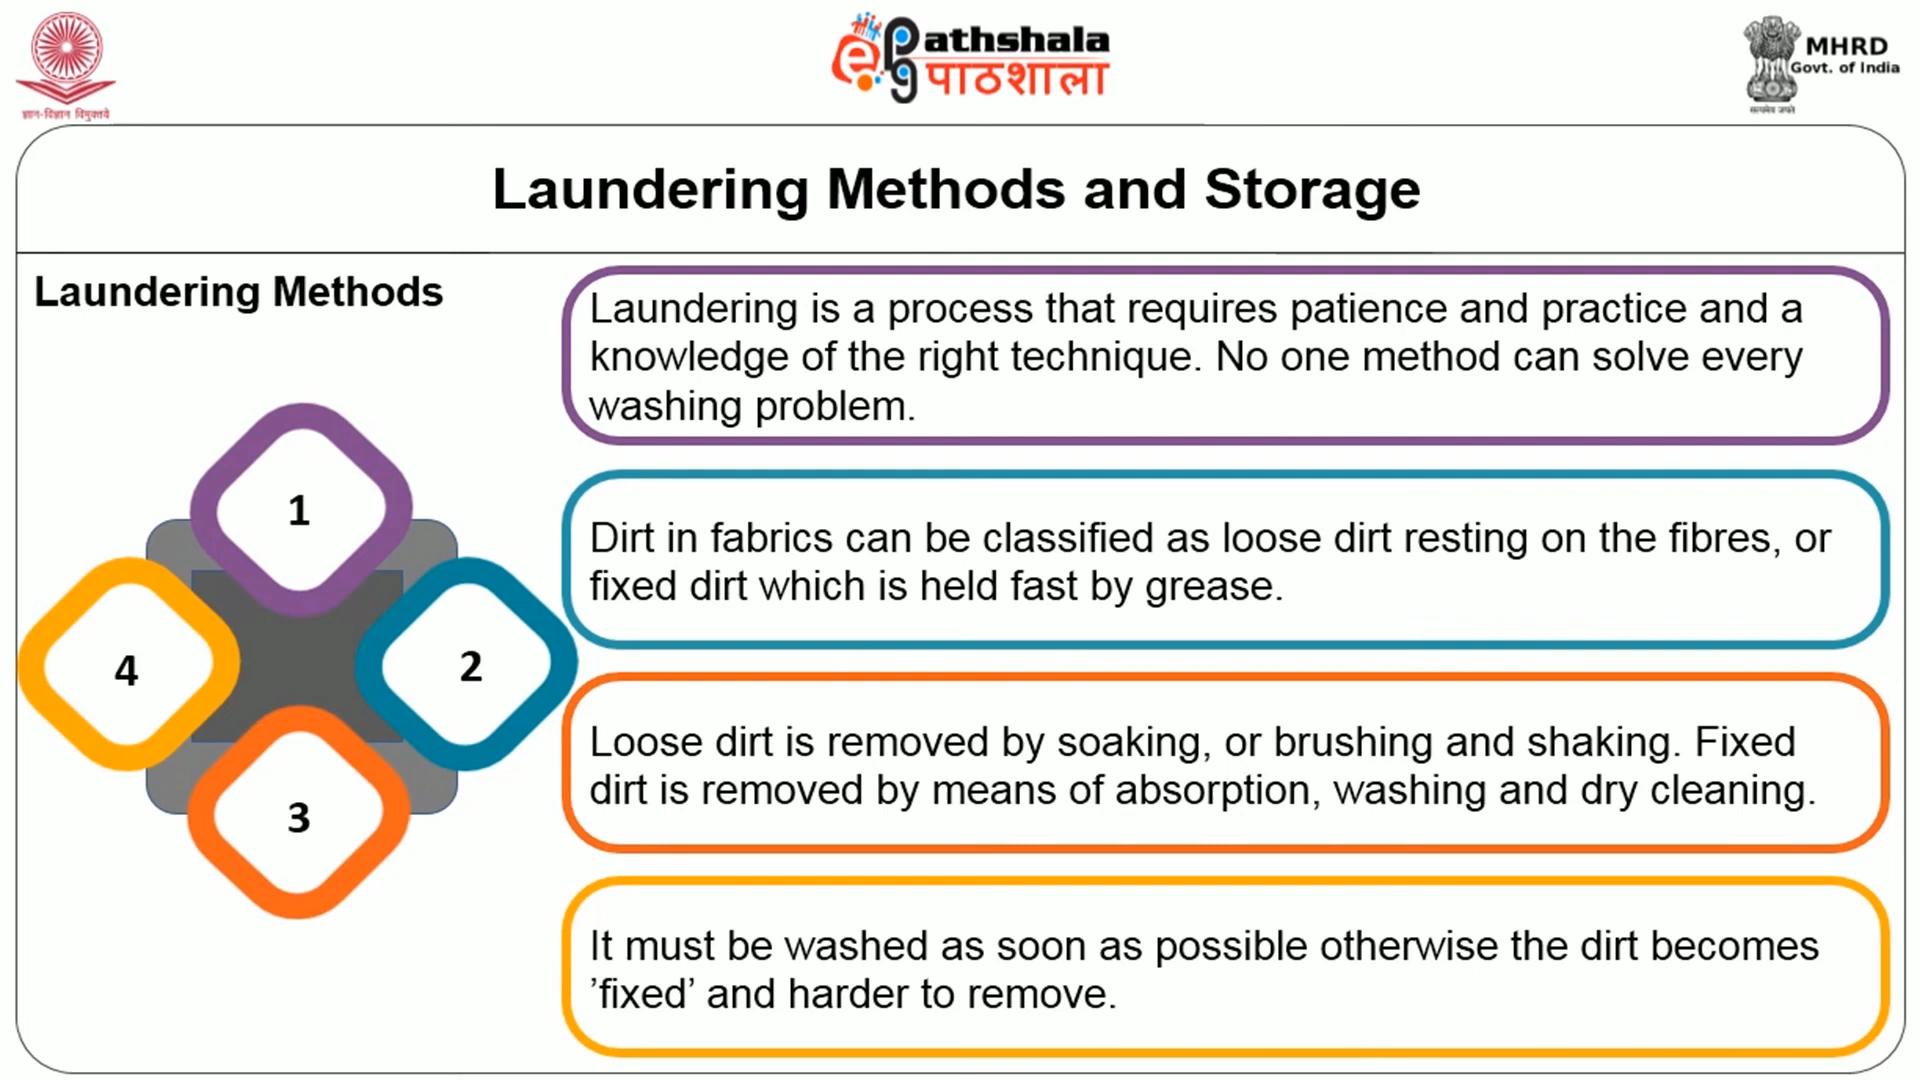 ज्ञान-विज्ञान विमुक्तये
e
pg
athshala
पाठशाला
MHRD
Govt. of India
सत्यमेव जयते
Laundering Methods and Storage
Laundering Methods
1
2
3
4
Laundering is a process that requires patience and practice and a
knowledge of the right technique. No one method can solve every
washing problem.
Dirt in fabrics can be classified as loose dirt resting on the fibres, or
fixed dirt which is held fast by grease.
Loose dirt is removed by soaking, or brushing and shaking. Fixed
dirt is removed by means of absorption, washing and dry cleaning.
It must be washed as soon as possible otherwise the dirt becomes
’fixed’ and harder to remove.